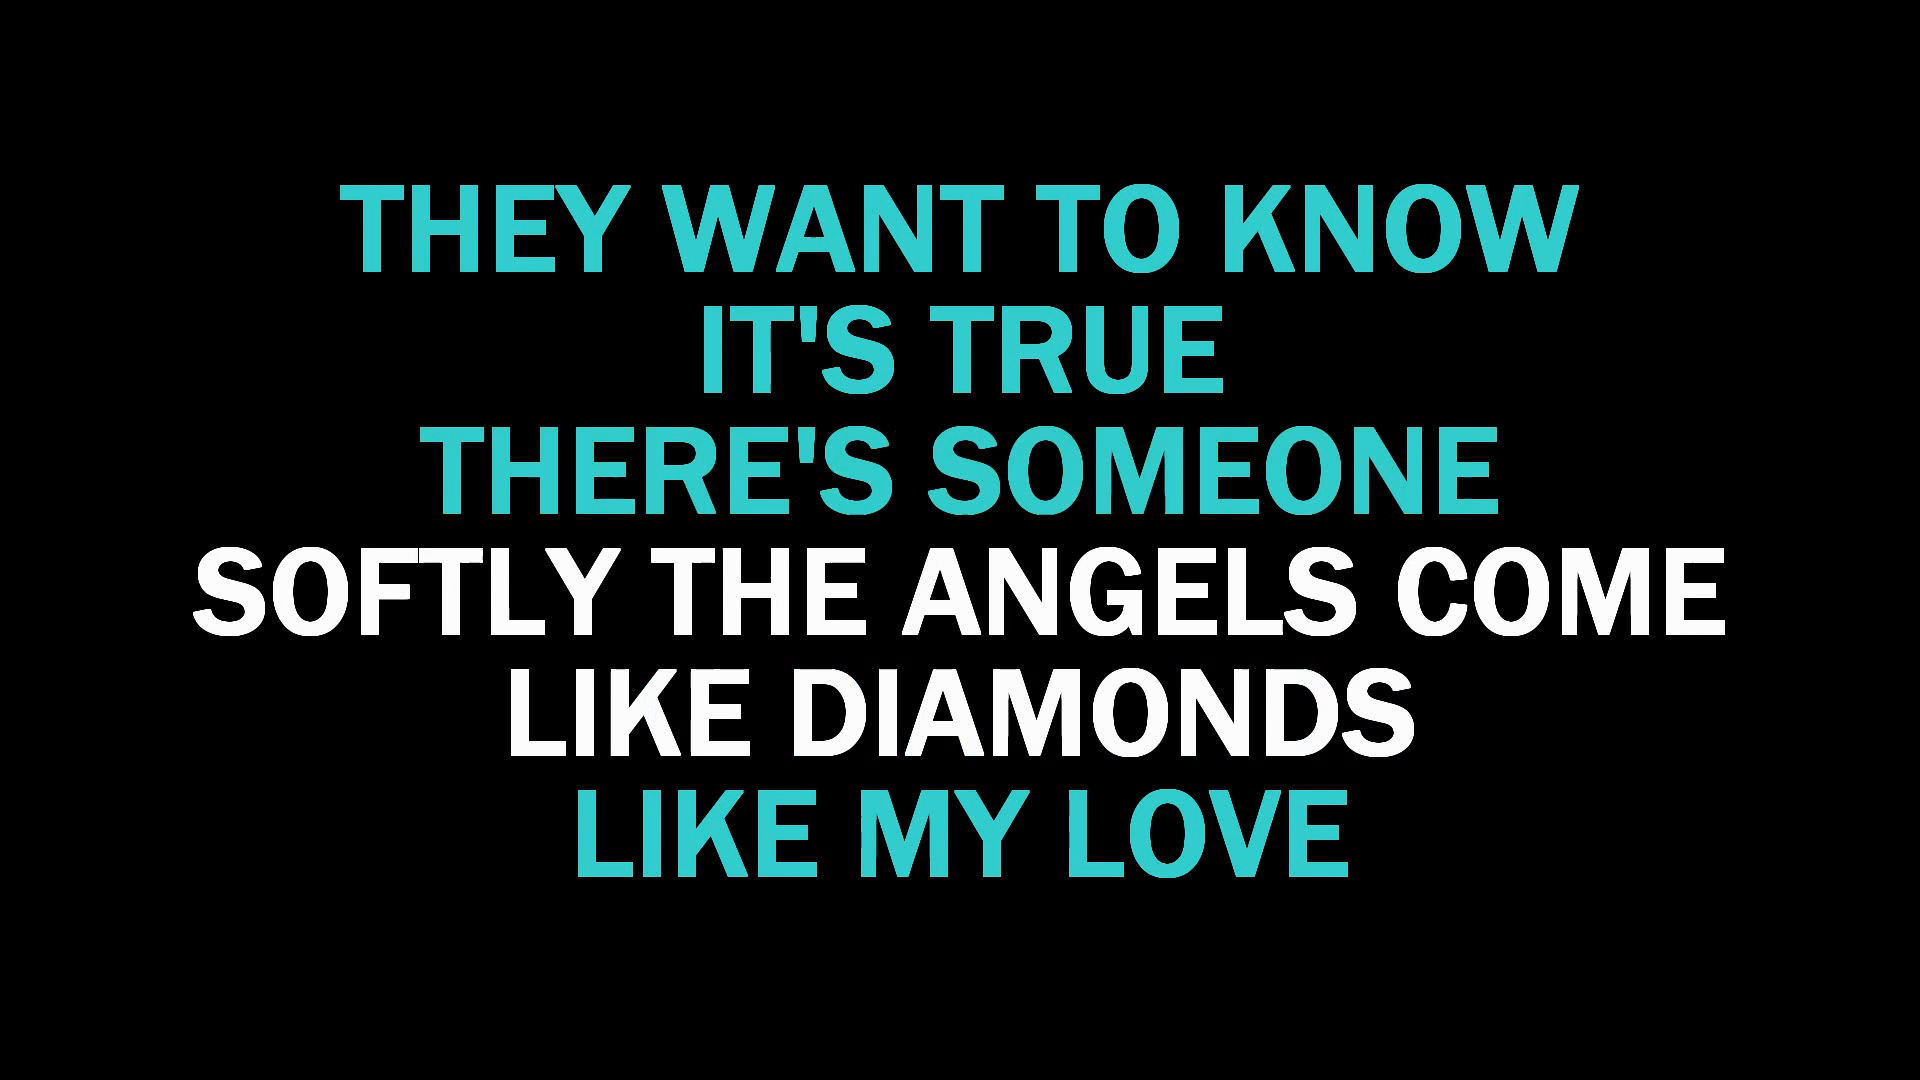 THEY WANT TO KNOW
IT'S TRUE
THERE'S SOMEONE
SOFTLY THE ANGELS COME
LIKE DIAMONDS
LIKE MY LOVE